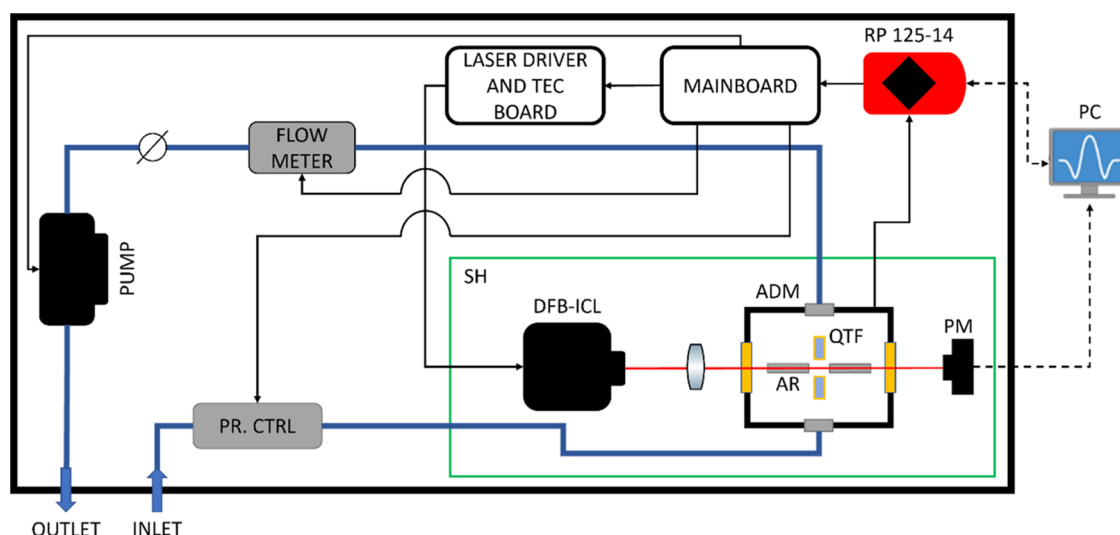 RP 125-14
LASER DRIVER
AND TEC
BOARD
MAINBOARD
PC
FLOW
METER
PUMP
SH
DFB-ICL
ADM
QTF
AR
PM
PR. CTRL
OUTLET
INLET